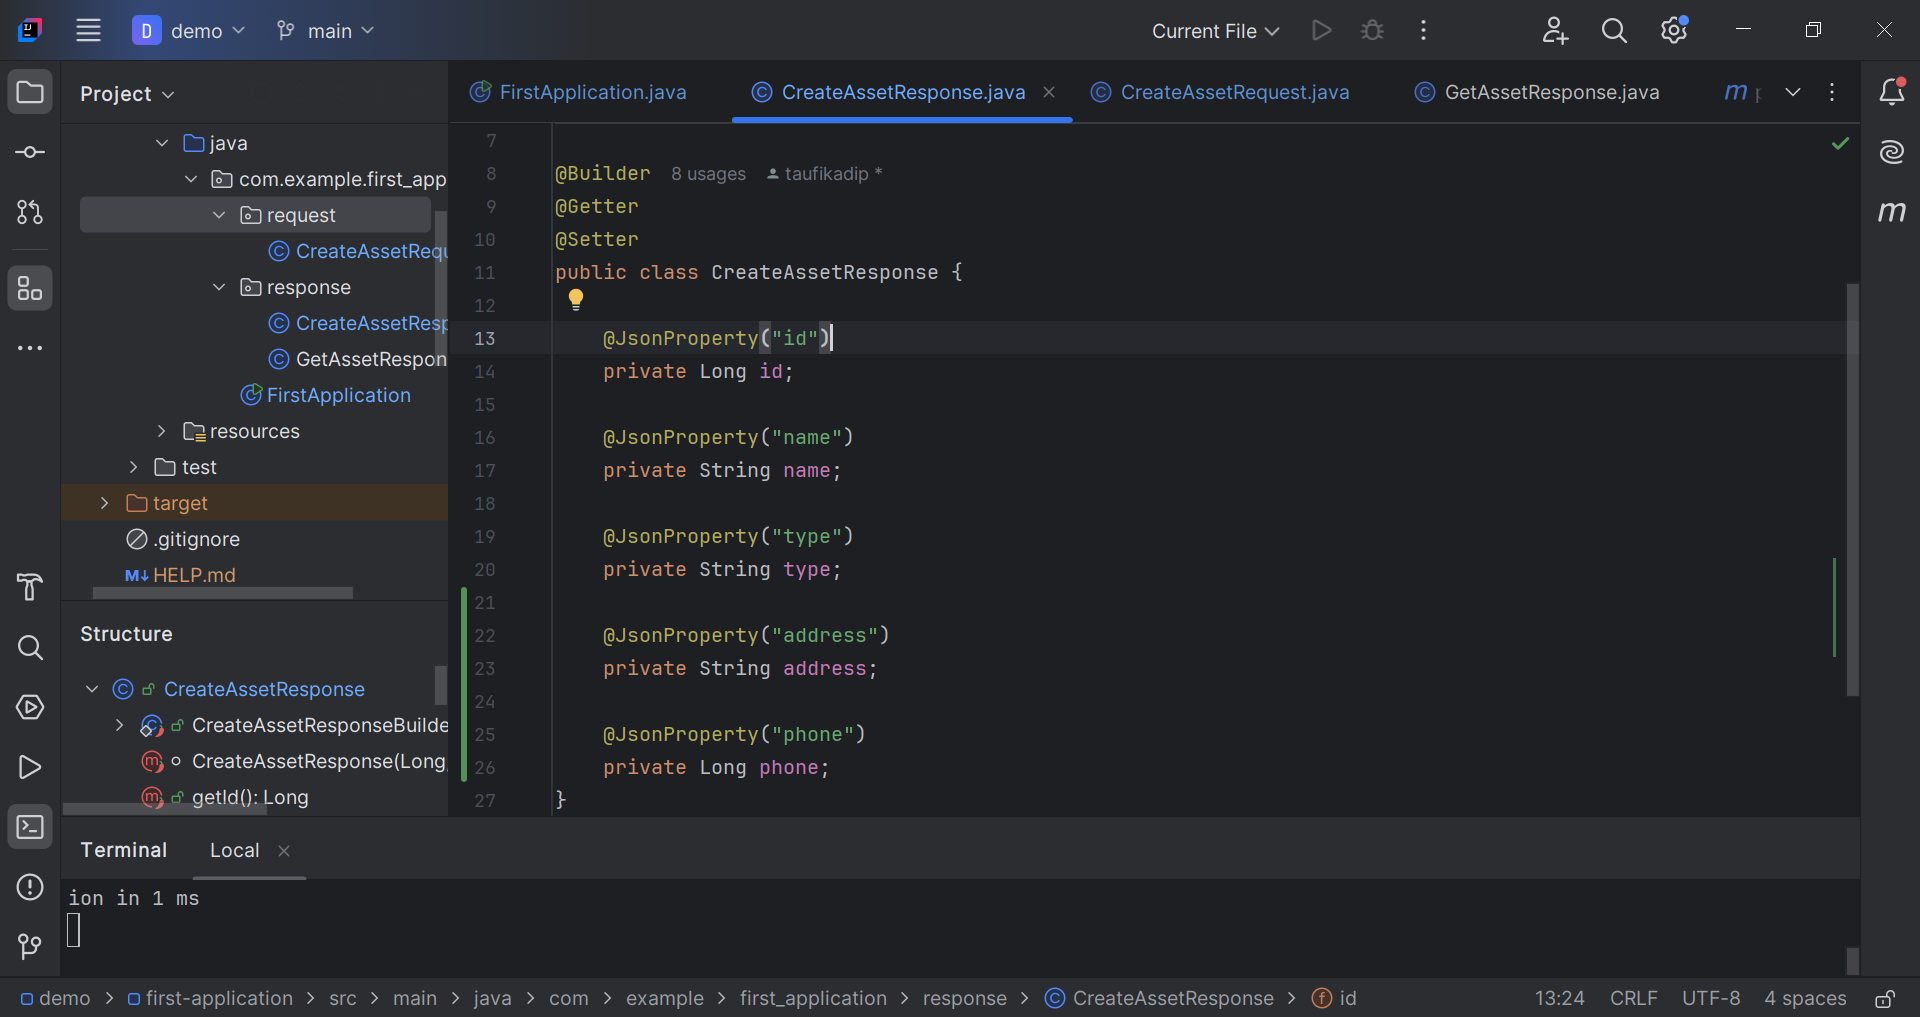 D demo main Current File
Project
FirstApplication.java CreateAssetResponse.java CreateAssetRequest.java GetAssetResponse.java m
java
com.example.first_app
request
CreateAssetRequ
response
CreateAssetResp
GetAssetRespon
FirstApplication
resources
test
target
.gitignore
M↓ HELP.md
Structure
CreateAssetResponse
CreateAssetResponseBuilde
CreateAssetResponse(Long,
getId(): Long
7
8 @Builder 8 usages taufikadip *
9 @Getter
10 @Setter
11 public class CreateAssetResponse {
12
13 @JsonProperty("id")
14 private Long id;
15
16 @JsonProperty("name")
17 private String name;
18
19 @JsonProperty("type")
20 private String type;
21
22 @JsonProperty("address")
23 private String address;
24
25 @JsonProperty("phone")
26 private Long phone;
27 }
m
Terminal Local
ion in 1 ms
demo > first-application > src > main > java > com > example > first_application > response > CreateAssetResponse > id 13:24 CRLF UTF-8 4 spaces